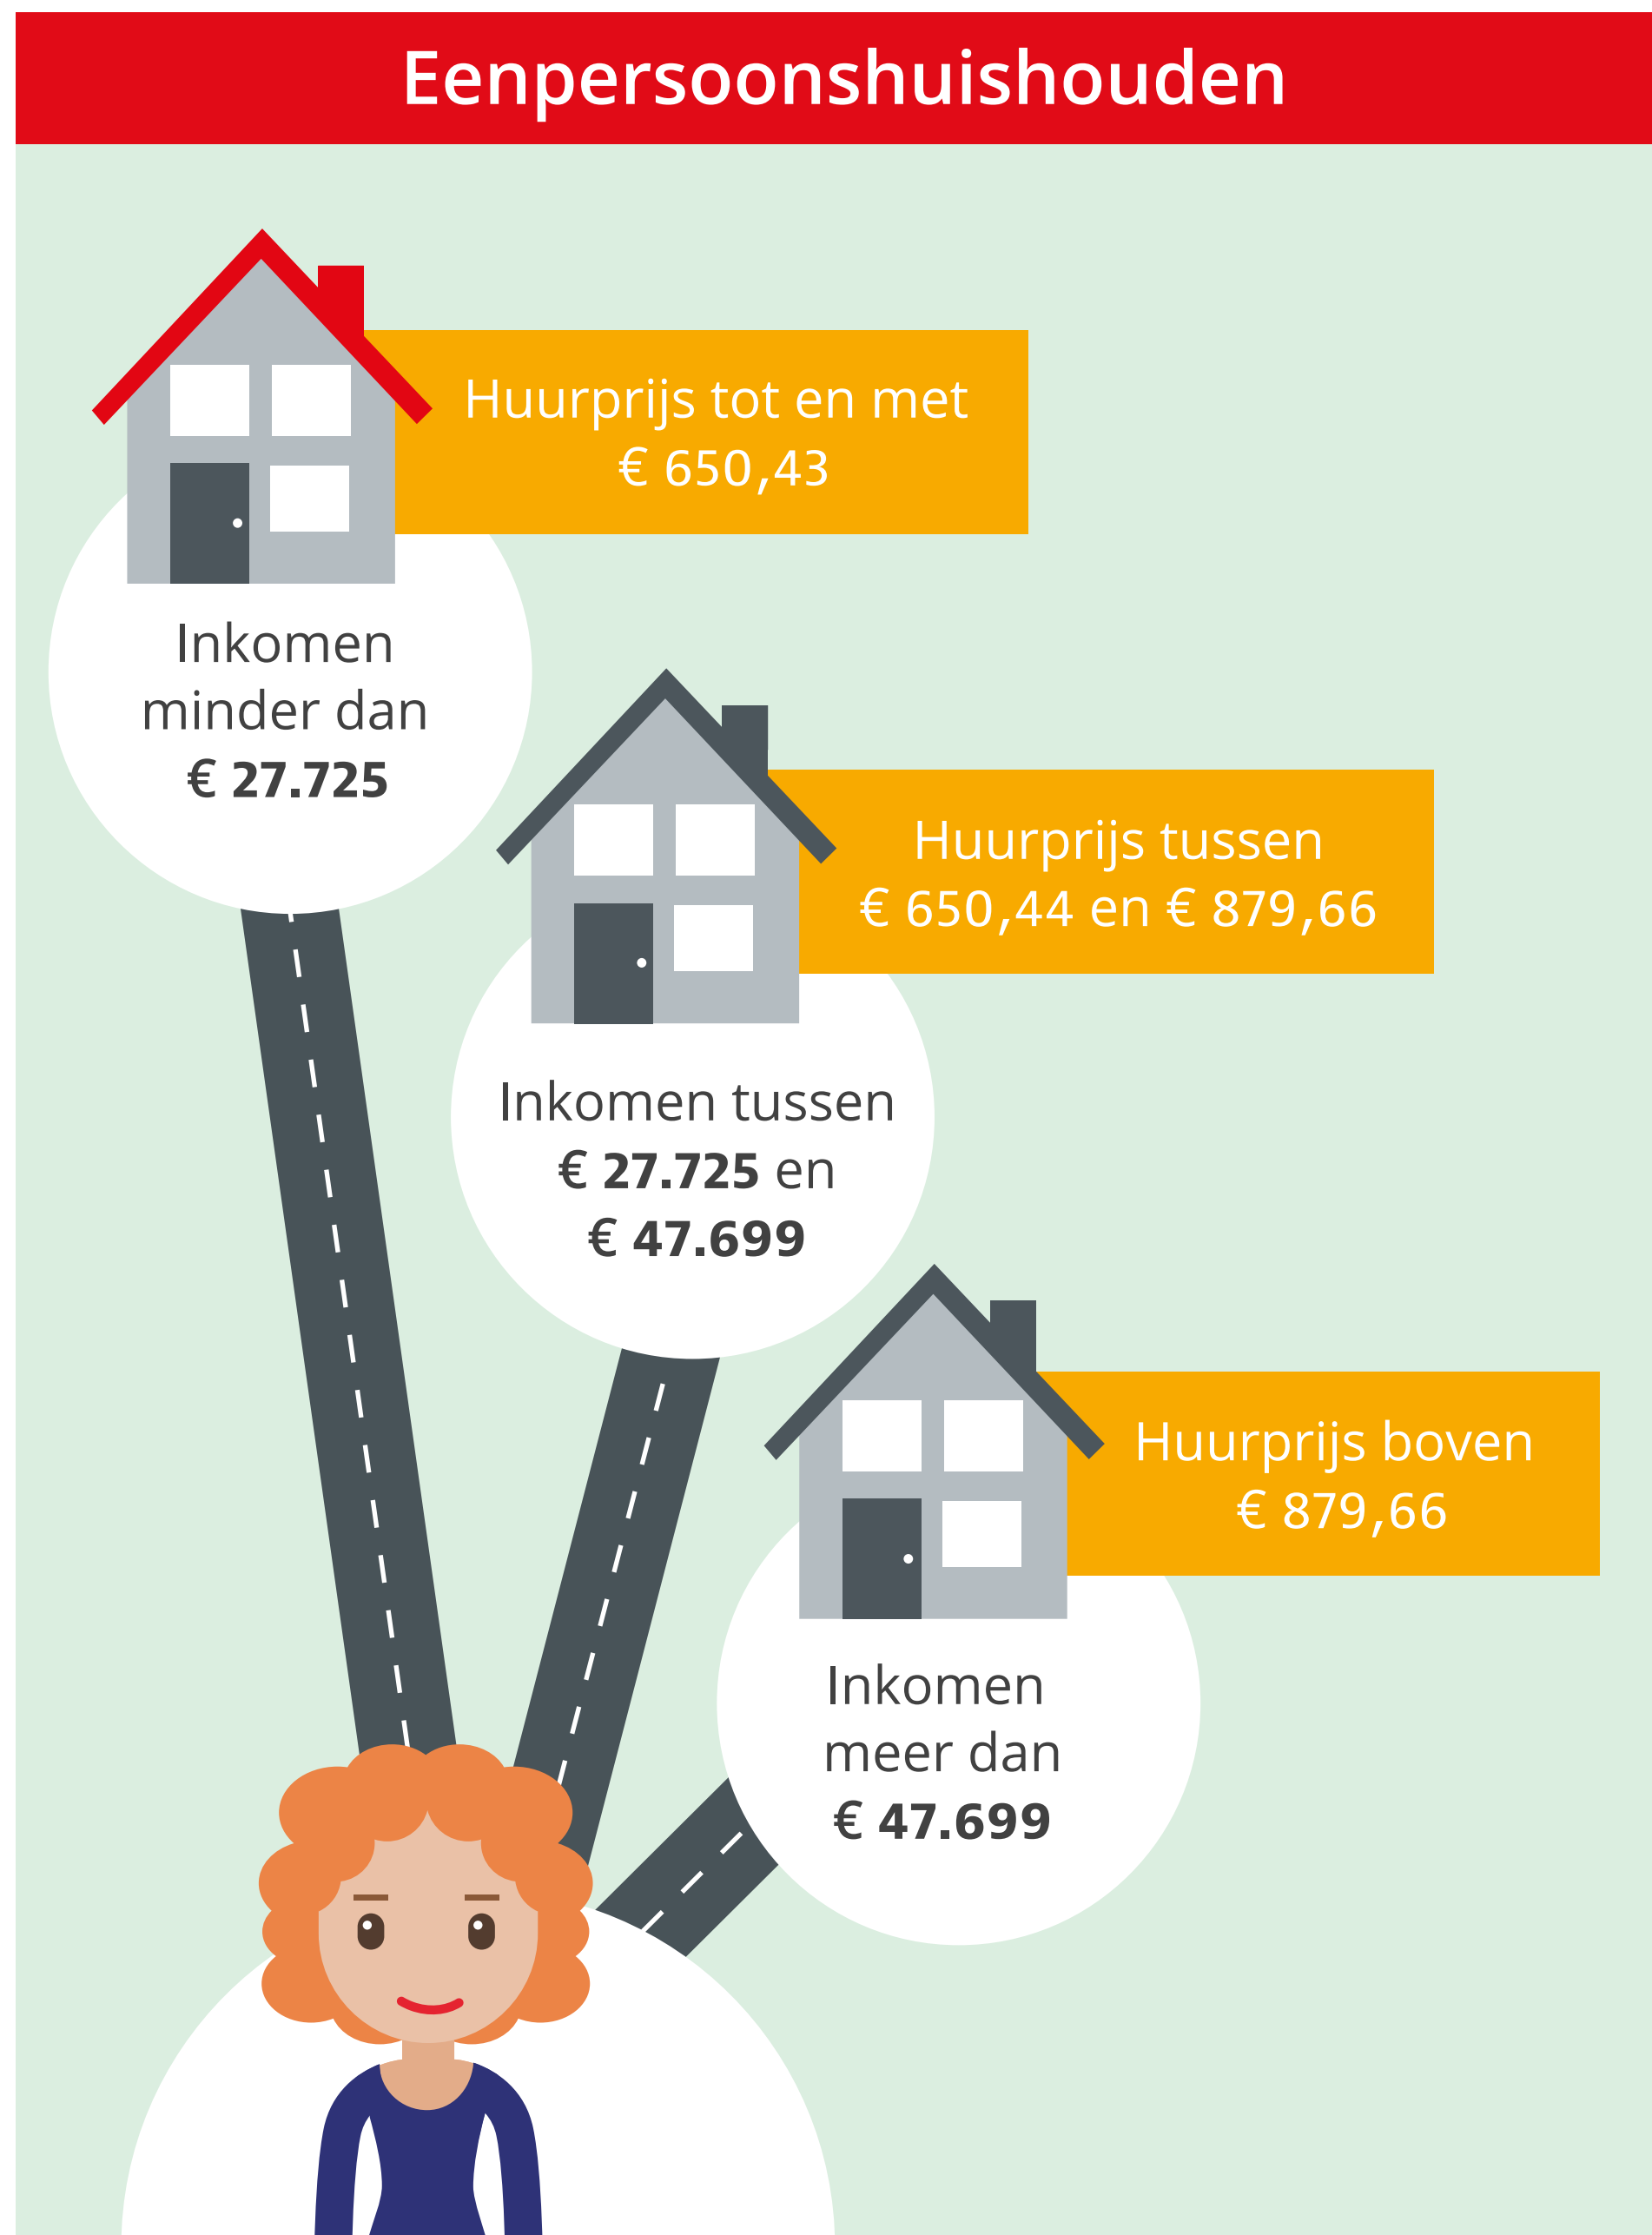 Eenpersoonshuishouden
Huurprijs tot en met
€ 650,43
Inkomen
minder dan
€ 27.725
Huurprijs tussen
€ 650,44 en € 879,66
Inkomen tussen
€ 27.725 en
€ 47.699
Huurprijs boven
€ 879,66
Inkomen
meer dan
€ 47.699